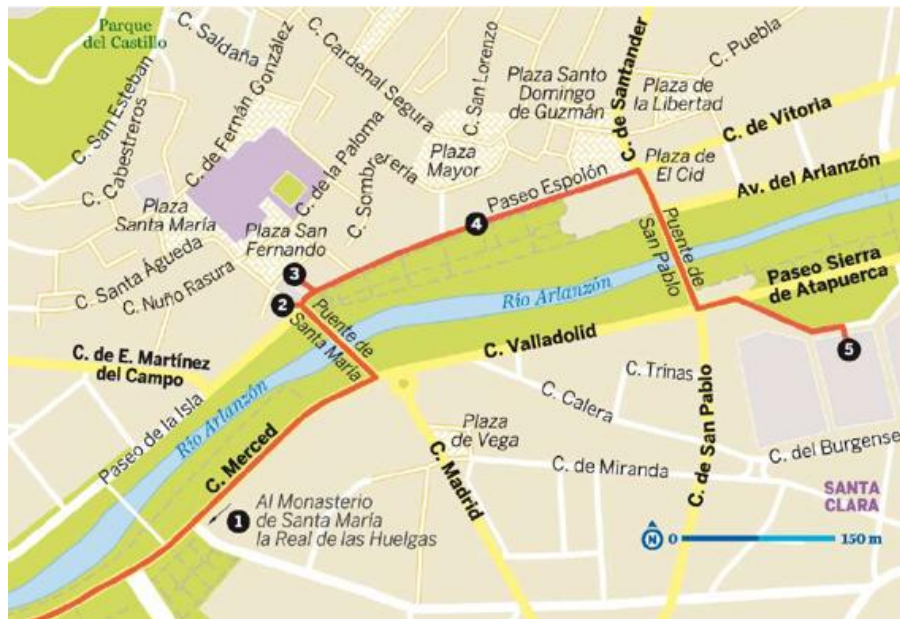 Parque
del Castillo
C. Saldaña
C. San Esteban
C. Cabestreros
C. de Fernán González
C. Cardenal Segura
C. San Lorenzo
Plaza Santo
Domingo
de Guzmán
C. de Santander
Plaza de
la Libertad
C. Puebla
C. de Vitoria
C. de la Paloma
C. Sombrerería
Plaza
Mayor
Plaza de
El Cid
Paseo Espolón
4
Av. del Arlanzón
Plaza
Santa María
Plaza San
Fernando
C. Santa Águeda
C. Nuño Rasura
3
2
Puente de
Santa María
Puente de
San Pablo
Río Arlanzón
Paseo Sierra
de Atapuerca
5
C. Valladolid
C. de E. Martínez
del Campo
Paseo de la Isla
Río Arlanzón
C. Merced
C. Trinas
C. Calera
C. de San Pablo
Plaza
de Vega
C. Madrid
C. de Miranda
C. del Burgense
SANTA
CLARA
1
Al Monasterio
de Santa María
la Real de las Huelgas
N
0
150 m